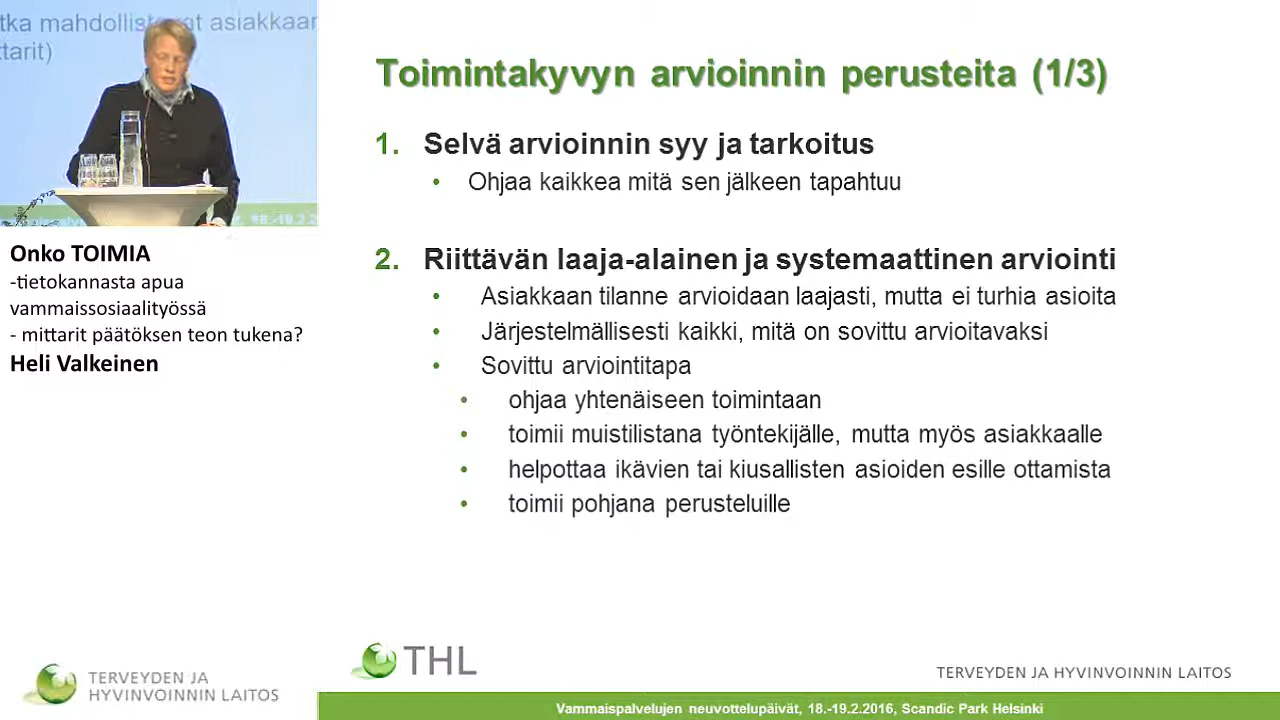 tka mahdollist
t asiakkaan
ttarit)
Onko TOIMIA
-tietokannasta apua
vammaissosiaalityössä
- mittarit päätöksen teon tukena?
Heli Valkeinen
TERVEYDEN JA
HYVINVOINNIN LAITOS
Toimintakyvyn arvioinnin perusteita (1/3)
1. Selvä arvioinnin syy ja tarkoitus
• Ohjaa kaikkea mitä sen jälkeen tapahtuu
2. Riittävän laaja-alainen ja systemaattinen arviointi
• Asiakkaan tilanne arvioidaan laajasti, mutta ei turhia asioita
• Järjestelmällisesti kaikki, mitä on sovittu arvioitavaksi
• Sovittu arviointitapa
• ohjaa yhtenäiseen toimintaan
• toimii muistilistana työntekijälle, mutta myös asiakkaalle
• helpottaa ikävien tai kiusallisten asioiden esille ottamista
• toimii pohjana perusteluille
THL
TERVEYDEN JA HYVINVOINNIN LAITOS
Vammaispalvelujen neuvottelupäivät, 18.-19.2.2016, Scandic Park Helsinki